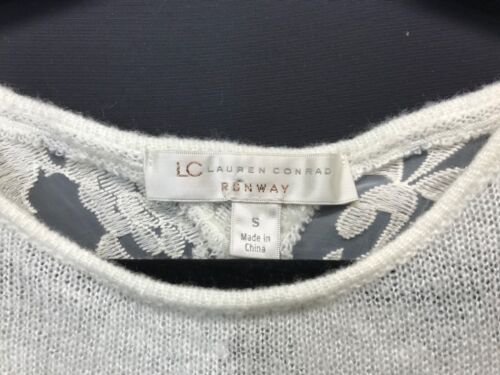 LC LAUREN CONRAD
RUNWAY
S
Made in
China